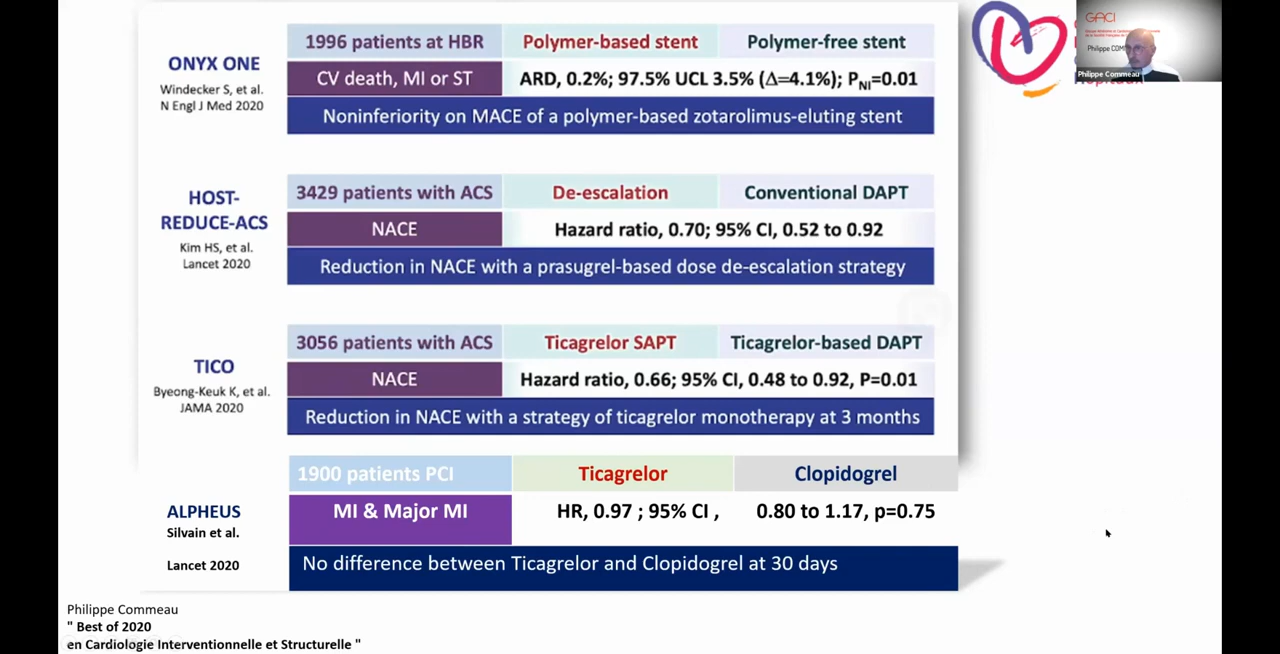 ONYX ONE
Windecker S, et al.
N Engl J Med 2020
1996 patients at HBR
Polymer-based stent
Polymer-free stent
CV death, MI or ST
ARD, 0.2%; 97.5% UCL 3.5% (Δ=4.1%); PNI=0.01
Noninferiority on MACE of a polymer-based zotarolimus-eluting stent
HOST-
REDUCE-ACS
Kim HS, et al.
Lancet 2020
3429 patients with ACS
De-escalation
Conventional DAPT
NACE
Hazard ratio, 0.70; 95% CI, 0.52 to 0.92
Reduction in NACE with a prasugrel-based dose de-escalation strategy
TICO
Byeong-Keuk K, et al.
JAMA 2020
3056 patients with ACS
Ticagrelor SAPT
Ticagrelor-based DAPT
NACE
Hazard ratio, 0.66; 95% CI, 0.48 to 0.92, P=0.01
Reduction in NACE with a strategy of ticagrelor monotherapy at 3 months
ALPHEUS
Silvain et al.
Lancet 2020
1900 patients PCI
Ticagrelor
Clopidogrel
MI & Major MI
HR, 0.97 ; 95% CI , 0.80 to 1.17, p=0.75
No difference between Ticagrelor and Clopidogrel at 30 days
Philippe Commeau
" Best of 2020
en Cardiologie Interventionnelle et Structurelle "
GACI
Philippe COM
Philippe Commeau